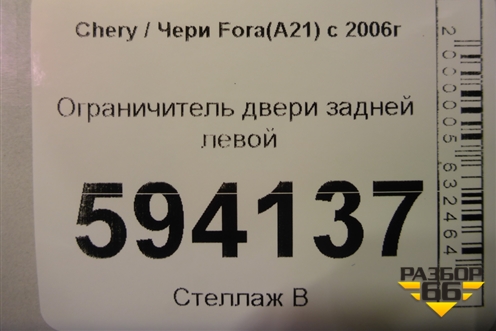 Chery / Чери Fora(A21) с 2006г
Ограничитель двери задней
левой
594137
Стеллаж В
2000005632464
РАЗБОР
66